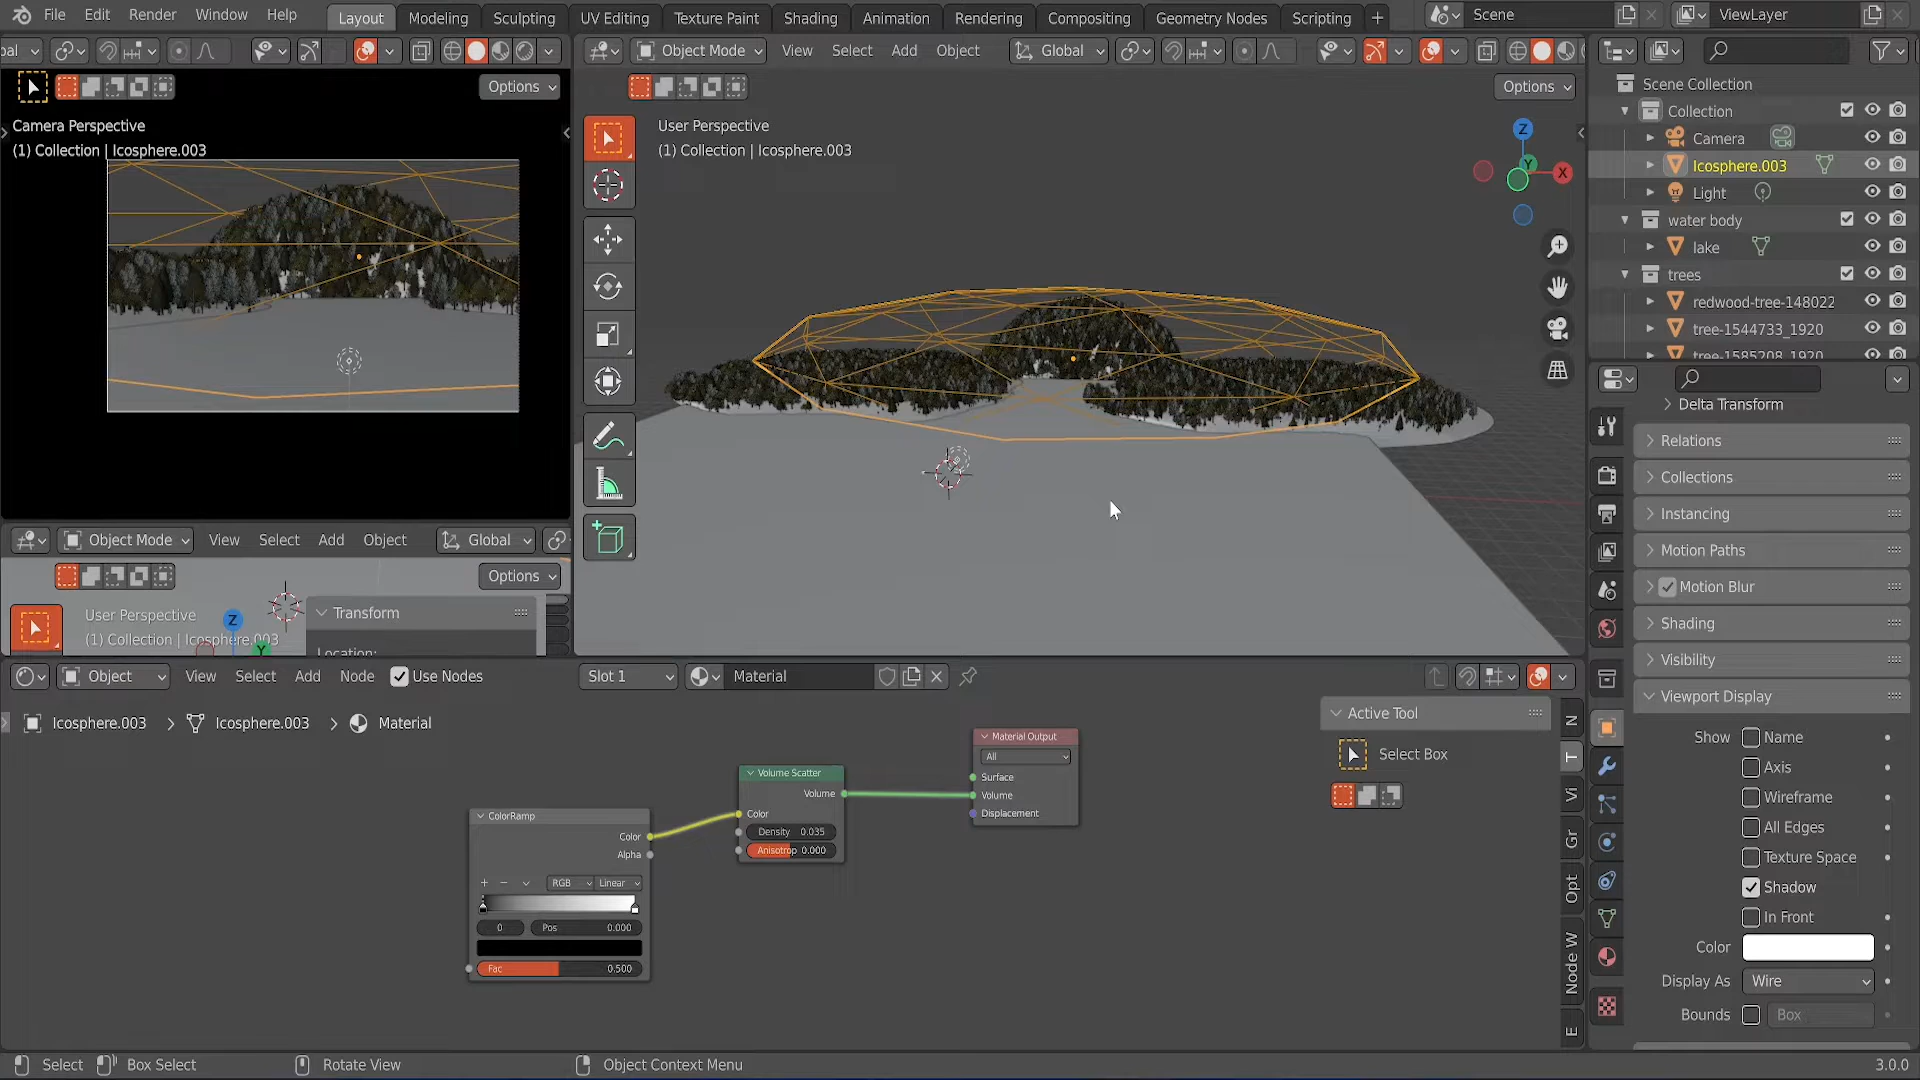 File Edit Render Window Help Layout Modeling Sculpting UV Editing Texture Paint Shading Animation Rendering Compositing Geometry Nodes Scripting + Scene ViewLayer
Object Mode View Select Add Object Global
Options
Options
Camera Perspective
(1) Collection | Icosphere.003
User Perspective
(1) Collection | Icosphere.003
Z
Y
X
Scene Collection
Collection
Camera
Icosphere.003
Light
water body
lake
trees
redwood-tree-148022
tree-1544733_1920
tree-1585208_1920
Object Mode View Select Add Object Global
Options
User Perspective
(1) Collection | Icosphere.003
Z
Y
Transform
Location:
Delta Transform
Relations
Collections
Instancing
Motion Paths
Motion Blur
Shading
Visibility
Viewport Display
Show Name
Axis
Wireframe
All Edges
Texture Space
Shadow
In Front
Color
Display As Wire
Bounds Box
Object View Select Add Node Use Nodes Slot 1 Material
Icosphere.003 > Icosphere.003 > Material
Active Tool
Select Box
N
T
Vi
Gr
Opt
Node W
E
ColorRamp
Color
Alpha
+ − RGB Linear
0 Pos 0.000
Fac 0.500
Volume Scatter
Volume
Color
Density 0.035
Anisotrop 0.000
Material Output
All
Surface
Volume
Displacement
Select Box Select Rotate View Object Context Menu 3.0.0